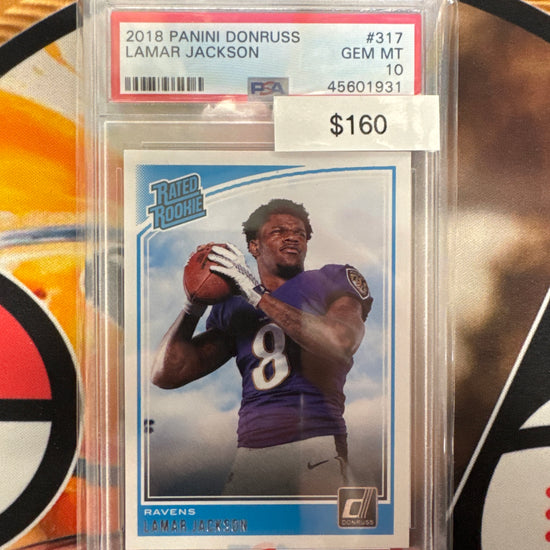 2018 PANINI DONRUSS #317
LAMAR JACKSON GEM MT
10
PSA 45601931
$160
RATED
ROOKIE
8
RAVENS
LAMAR JACKSON
DONRUSS